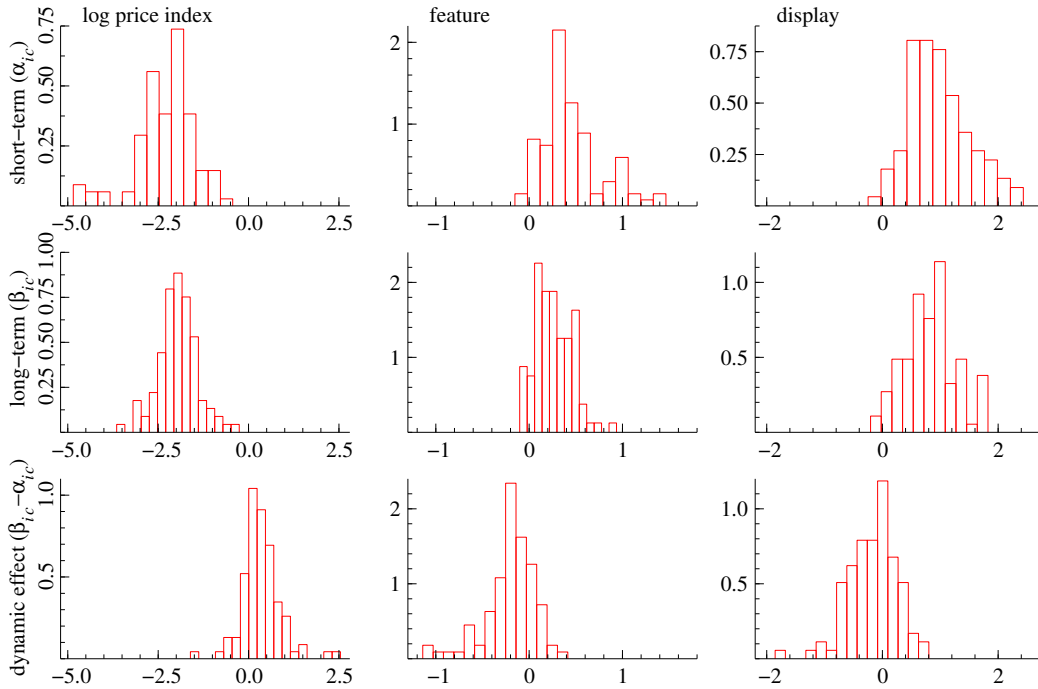 log price index
feature
display
short−term (αic)
0.75
0.50
0.25
−5.0 −2.5 0.0 2.5
2
1
−1 0 1
0.75
0.50
0.25
−2 0 2
long−term (βic)
1.00
0.75
0.50
0.25
−5.0 −2.5 0.0 2.5
2
1
−1 0 1
1.0
0.5
−2 0 2
dynamic effect (βic−αic)
1.0
0.5
−5.0 −2.5 0.0 2.5
2
1
−1 0 1
1.0
0.5
−2 0 2